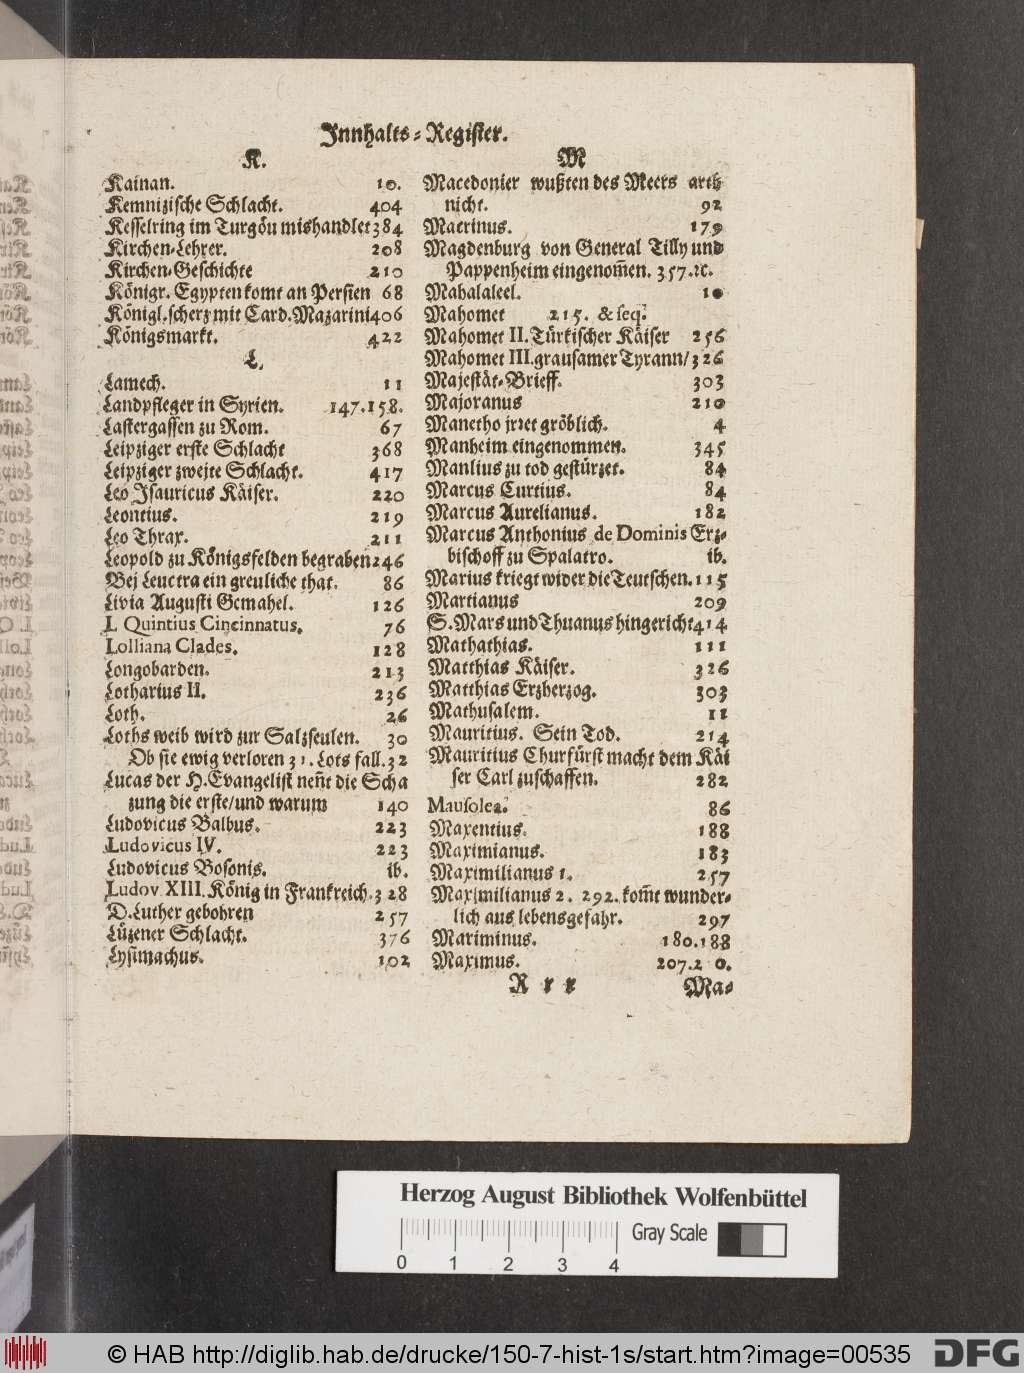 Innhalts-Register.
K.
Kainan. 10.
Kemnizische Schlacht. 404
Kesselring im Turgöu mishandlet 384
Kirchen-Lehrer. 208
Kirchen-Geschichte 210
Königr. Egypten komt an Persien 68
Königl. scherz mit Card. Mazarini 406
Königsmarkt. 422
L.
Lamech. 11
Landpfleger in Syrien. 147.158.
Lastergassen zu Rom. 67
Leipziger erste Schlacht 368
Leipziger zweite Schlacht. 417
Leo Isauricus Käiser. 220
Leontius. 219
Leo Thrax. 211
Leopold zu Königsfelden begraben 246
Bej Leuctra ein greuliche that. 86
Livia Augusti Gemahel. 126
L Quintius Cincinnatus. 76
Lolliana Clades. 128
Longobarden. 213
Lotharius II. 236
Loth. 26
Loths weib wird zur Salzseulen. 30
Ob sie ewig verloren 31. Lots fall. 32
Lucas der H. Evangelist neñt die Scha
zung die erste/und warum 140
Ludovicus Balbus. 223
Ludovicus IV. 223
Ludovicus Bosonis. ib.
Ludov XIII. König in Frankreich. 328
D. Luther gebohren 257
Lüzener Schlacht. 376
Lysimachus. 102
M
Macedonier wußten des Meers arth
nicht. 92
Macrinus. 179
Magdenburg von General Tilly und
Pappenheim eingenom̃en. 357.ꝛc.
Mahalaleel. 10
Mahomet 215. & seq.
Mahomet II. Türkischer Käiser 256
Mahomet III. grausamer Tyrann/ 326
Majestät-Brieff. 303
Majoranus 210
Manetho jrꝛet gröblich. 4
Manheim eingenommen. 345
Manlius zu tod gestürzet. 84
Marcus Curtius. 84
Marcus Aurelianus. 182
Marcus Anthonius de Dominis Erz-
bischoff zu Spalatro. ib.
Marius kriegt wider die Teutschen. 115
Martianus 209
S. Mars und Thuanus hingericht 414
Mathathias. 111
Matthias Käiser. 326
Matthias Erzherzog. 303
Mathusalem. 11
Mauritius. Sein Tod. 214
Mauritius Churfürst macht dem Käi
ser Carl zuschaffen. 282
Mausolea. 86
Maxentius. 188
Maximianus. 183
Maximilianus 1. 257
Maximilianus 2. 292. kom̃t wunder-
lich aus lebensgefahr. 297
Mariminus. 180.188
Maximus. 207.2 0.
R r r Ma-
Herzog August Bibliothek Wolfenbüttel
Gray Scale
0 1 2 3 4
© HAB http://diglib.hab.de/drucke/150-7-hist-1s/start.htm?image=00535
DFG